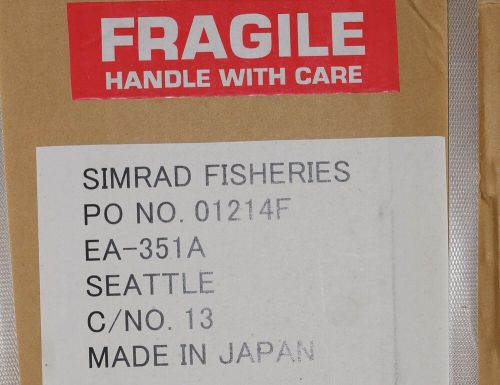 FRAGILE
HANDLE WITH CARE
SIMRAD FISHERIES
PO NO. 01214F
EA-351A
SEATTLE
C/NO. 13
MADE IN JAPAN